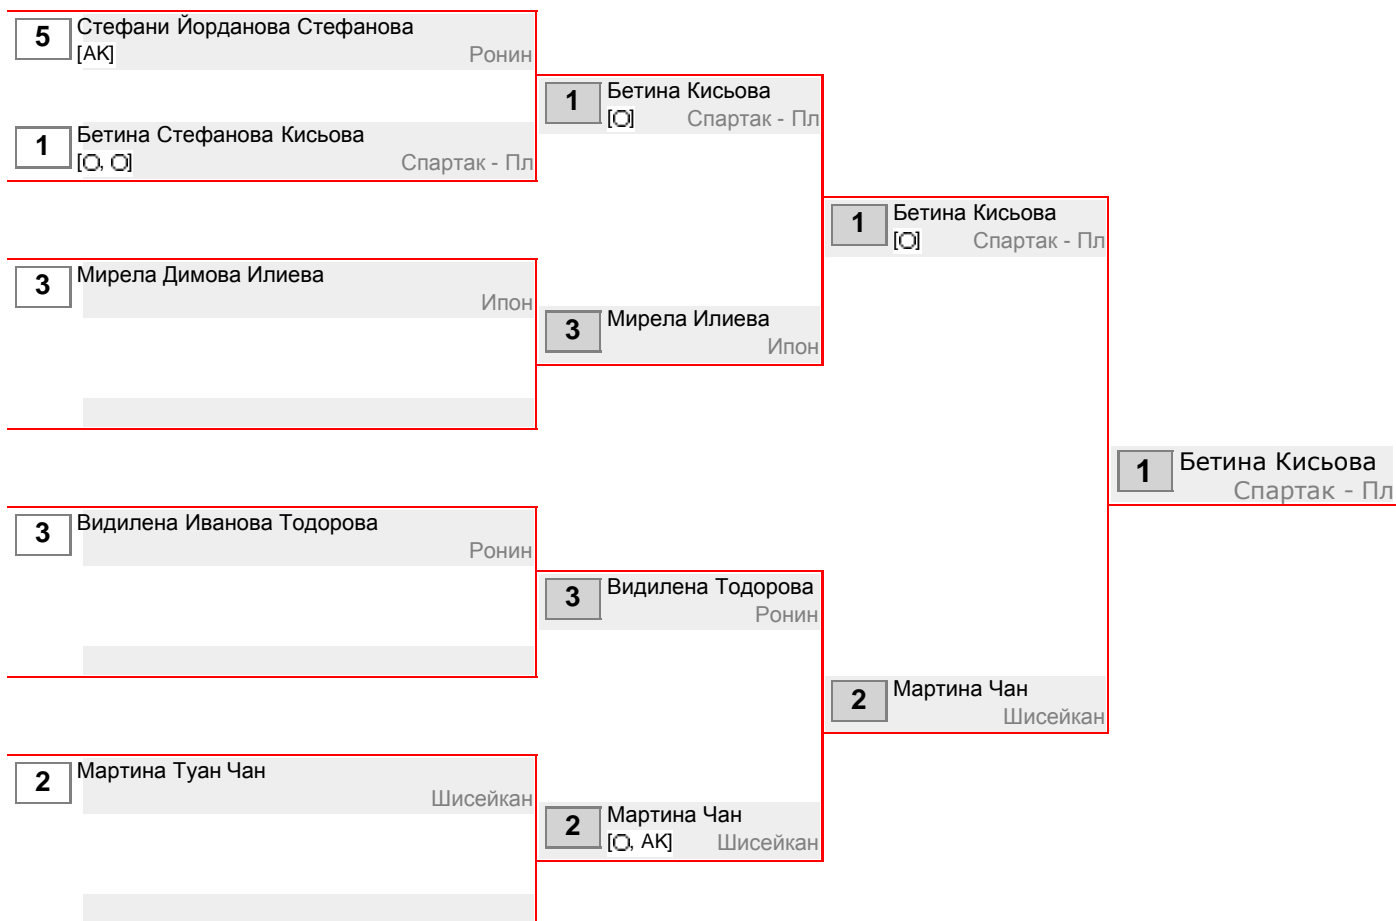 5
Стефани Йорданова Стефанова
[AK]
Ронин
1
Бетина Кисьова
[O]
Спартак - Пл
1
Бетина Стефанова Кисьова
[O, O]
Спартак - Пл
1
Бетина Кисьова
[O]
Спартак - Пл
3
Мирела Димова Илиева
Ипон
3
Мирела Илиева
Ипон
1
Бетина Кисьова
Спартак - Пл
3
Видилена Иванова Тодорова
Ронин
3
Видилена Тодорова
Ронин
2
Мартина Чан
Шисейкан
2
Мартина Туан Чан
Шисейкан
2
Мартина Чан
[O, AK]
Шисейкан